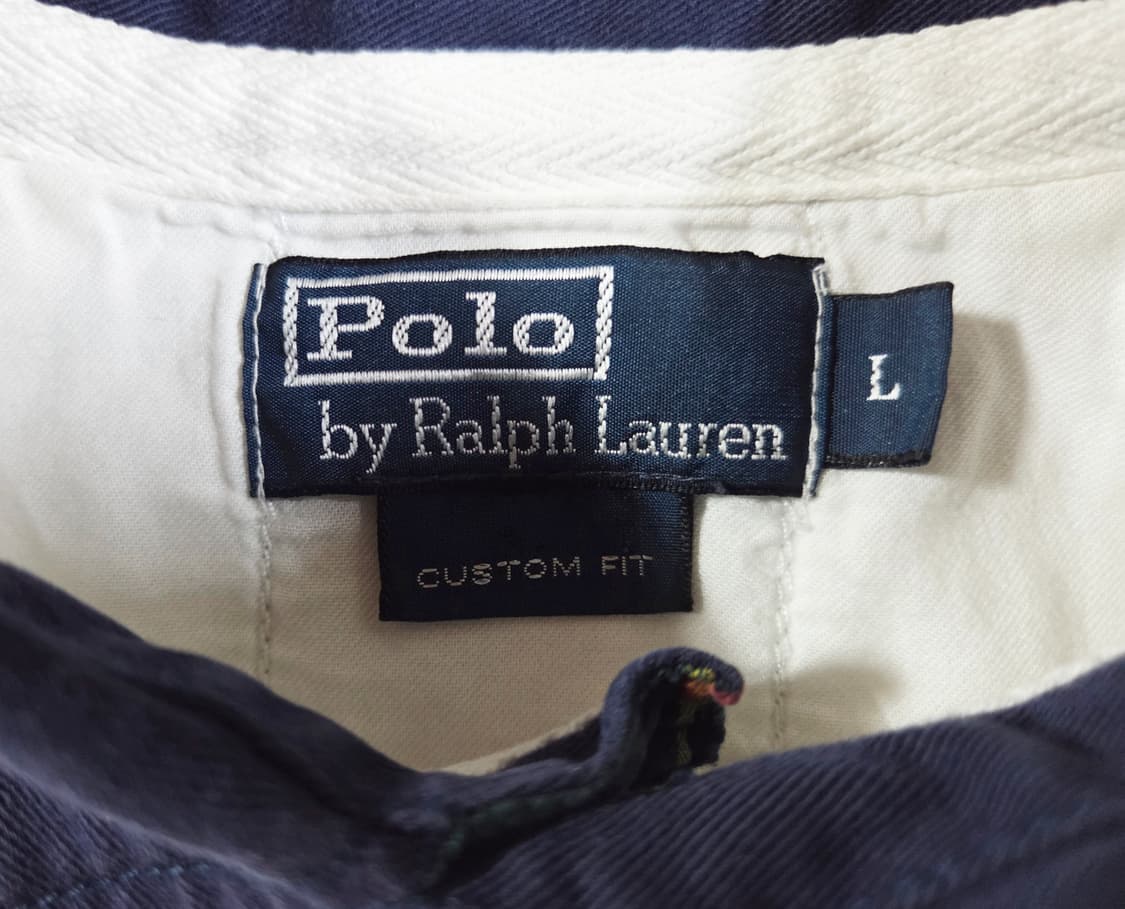 Polo
by Ralph Lauren
L
CUSTOM FIT